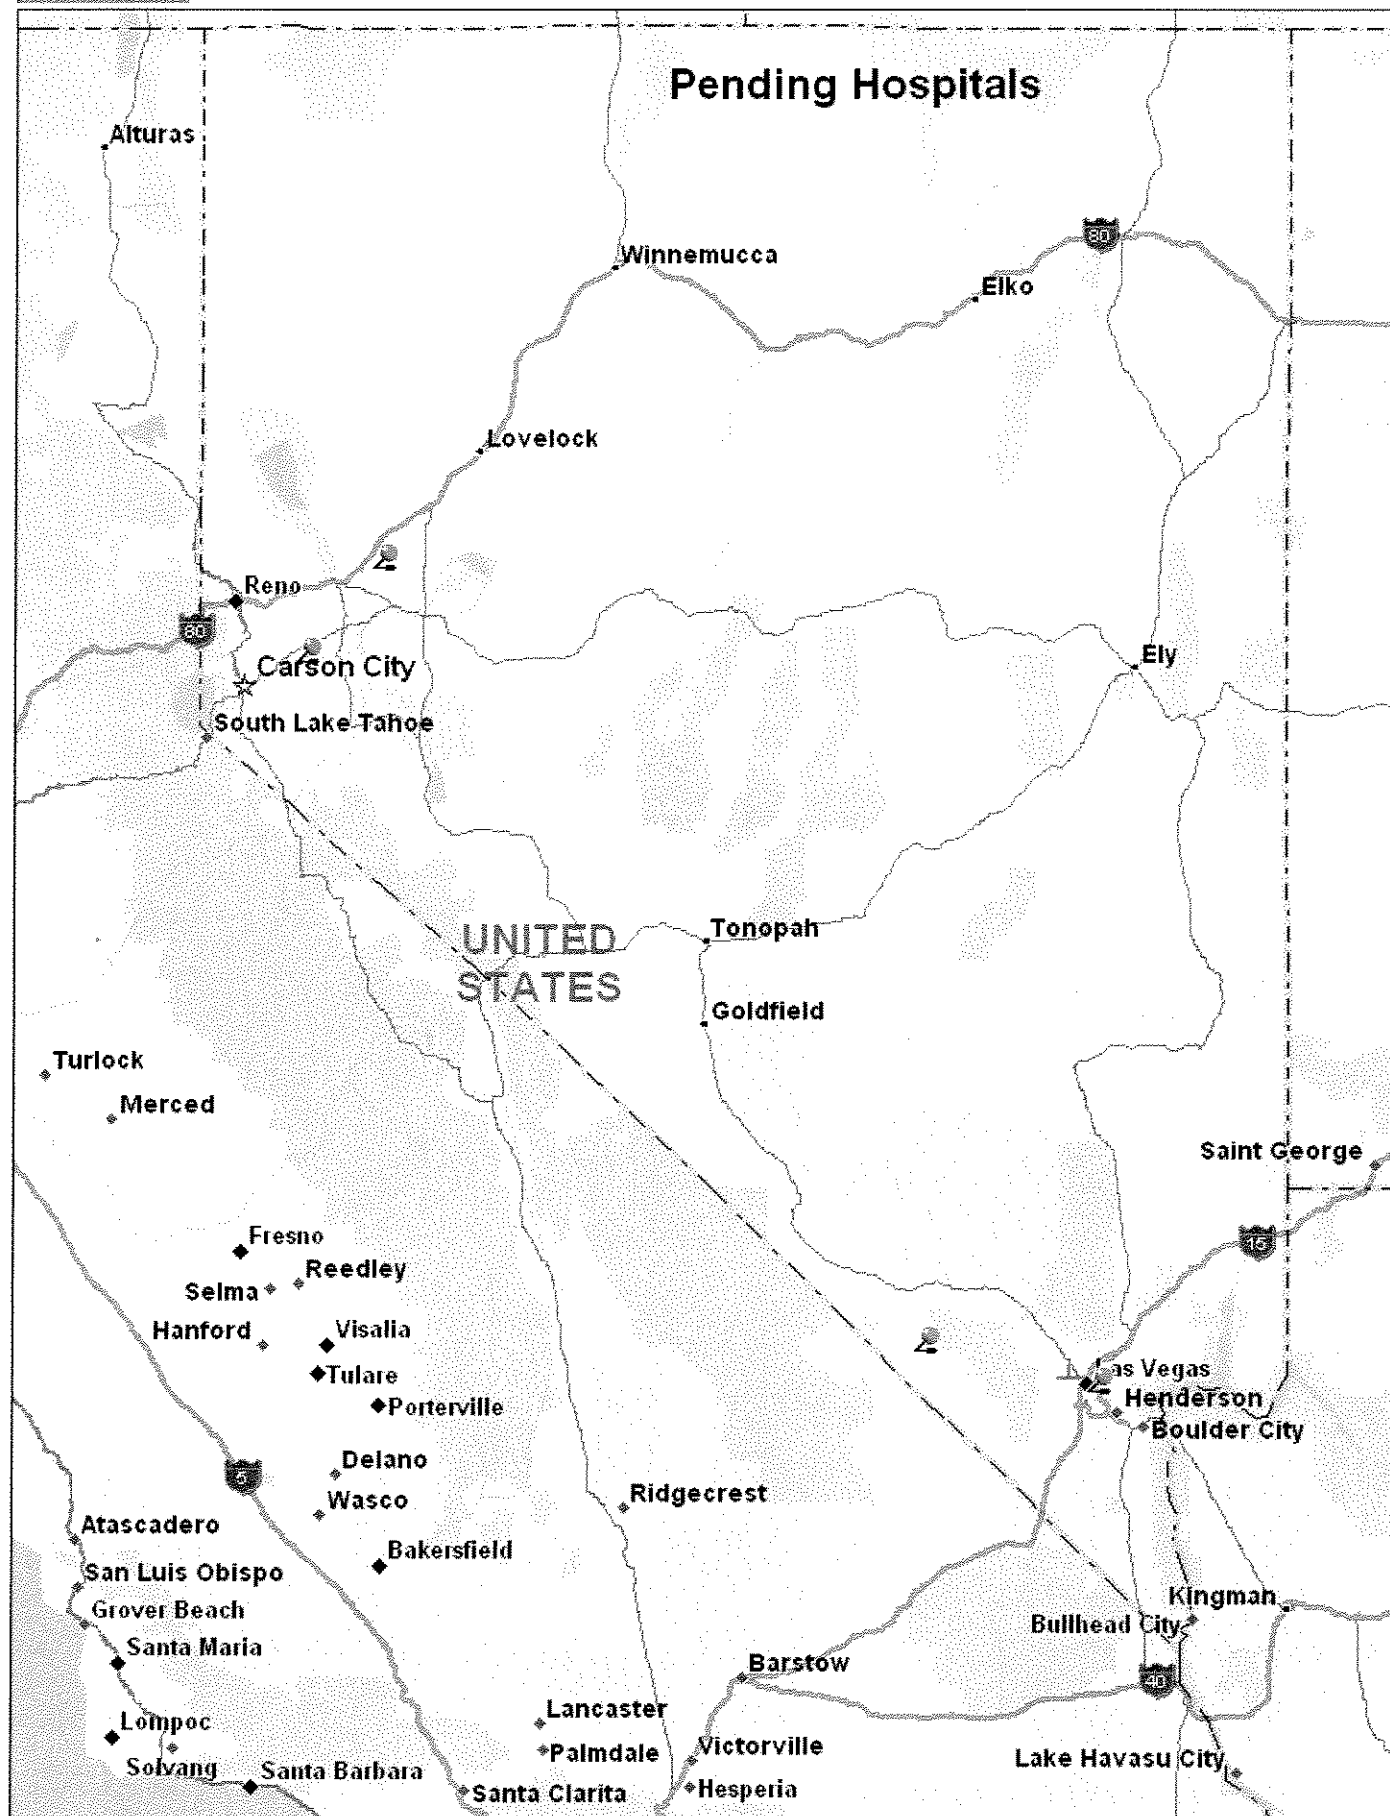 Pending Hospitals
Alturas
80
Winnemucca
Elko
Lovelock
Reno
80
Carson City
Ely
South Lake Tahoe
UNITED
STATES
Tonopah
Goldfield
Turlock
Merced
Saint George
Fresno
15
Reedley
Selma
Hanford
Visalia
Las Vegas
Tulare
Henderson
Porterville
Boulder City
Delano
5
Wasco
Ridgecrest
Atascadero
Bakersfield
San Luis Obispo
Kingman
Grover Beach
Bullhead City
Santa Maria
Barstow
40
Lancaster
Lompoc
Palmdale
Victorville
Lake Havasu City
Solvang
Santa Barbara
Santa Clarita
Hesperia